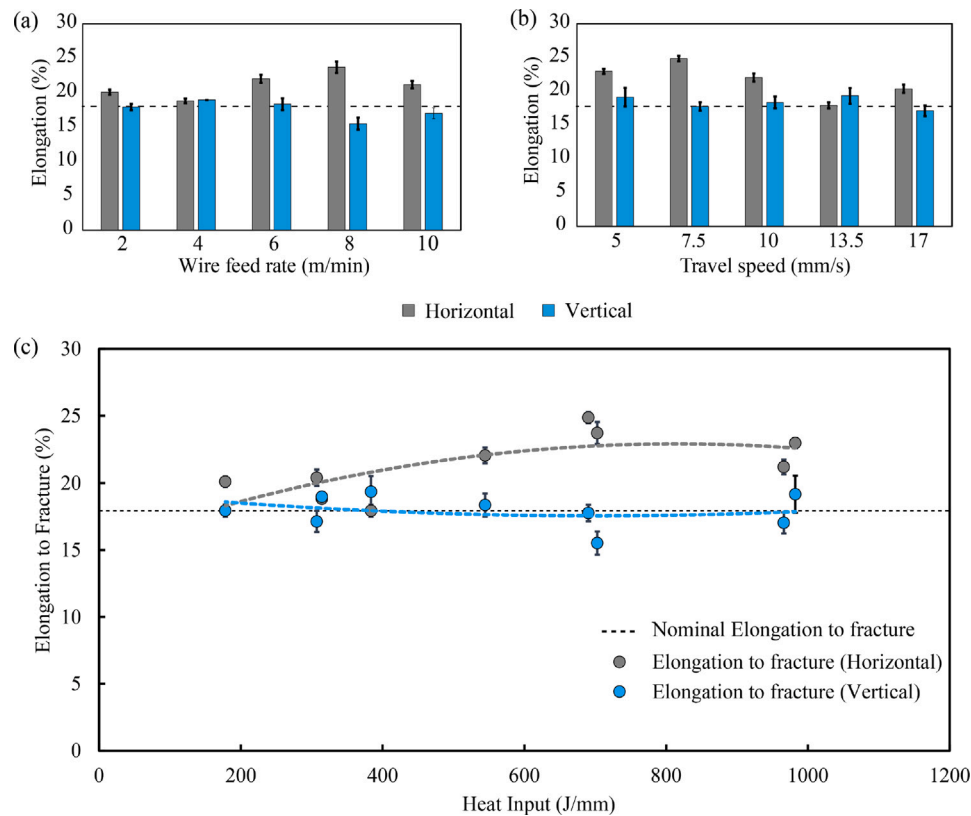 (a)
30
25
20
15
10
5
0
Elongation (%)
2 4 6 8 10
Wire feed rate (m/min)
(b)
30
25
20
15
10
5
0
Elongation (%)
5 7.5 10 13.5 17
Travel speed (mm/s)
Horizontal Vertical
(c)
30
25
20
15
10
5
0
Elongation to Fracture (%)
Nominal Elongation to fracture
Elongation to fracture (Horizontal)
Elongation to fracture (Vertical)
0 200 400 600 800 1000 1200
Heat Input (J/mm)